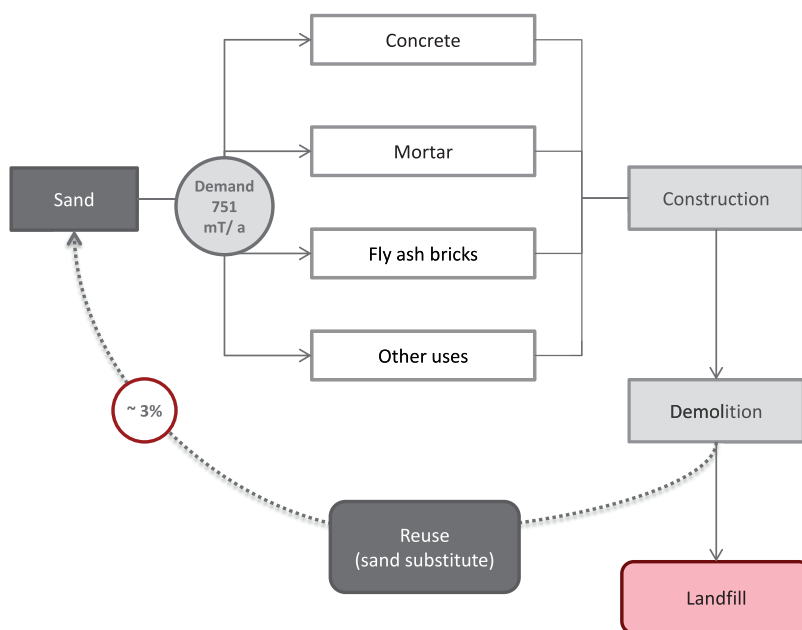 Concrete
Mortar
Sand
Demand
751
mT/ a
Construction
Fly ash bricks
Other uses
~ 3%
Demolition
Reuse
(sand substitute)
Landfill